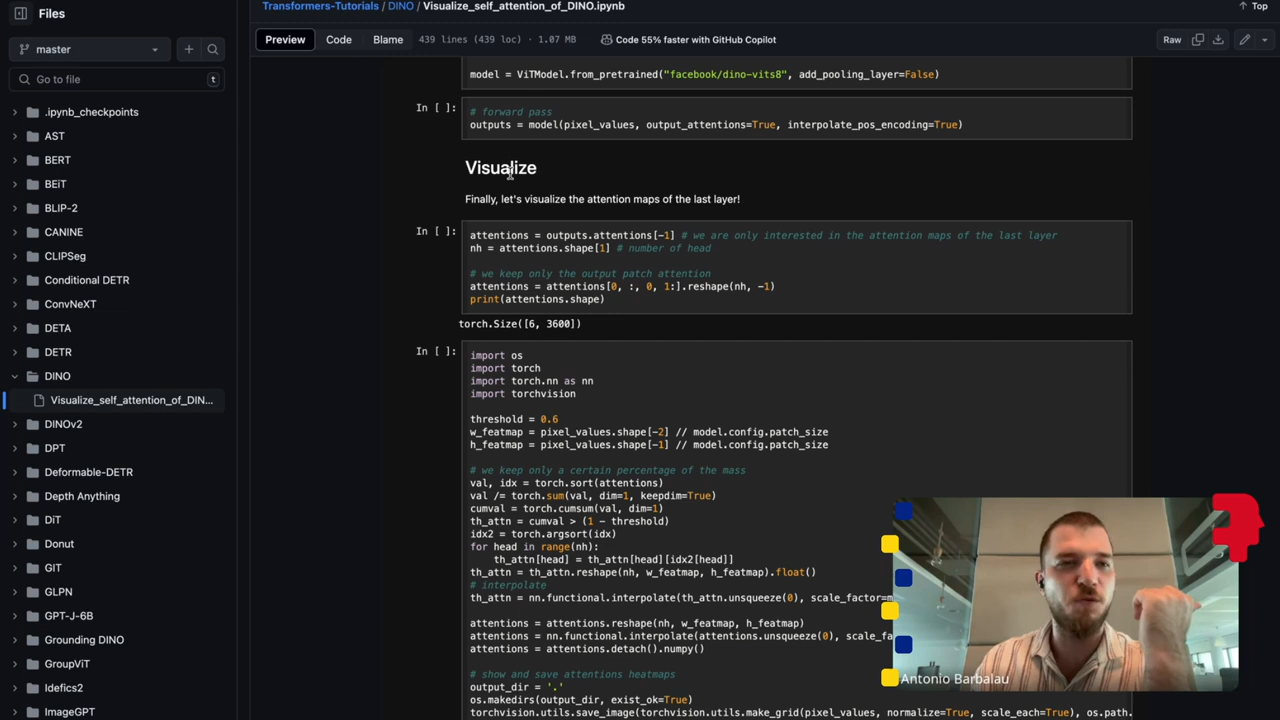 Files
master
Go to file
t
.ipynb_checkpoints
AST
BERT
BEiT
BLIP-2
CANINE
CLIPSeg
Conditional DETR
ConvNeXT
DETA
DETR
DINO
Visualize_self_attention_of_DIN...
DINOv2
DPT
Deformable-DETR
Depth Anything
DiT
Donut
GIT
GLPN
GPT-J-6B
Grounding DINO
GroupViT
Idefics2
ImageGPT
Transformers-Tutorials / DINO / Visualize_self_attention_of_DINO.ipynb
Top
Preview
Code
Blame
439 lines (439 loc) · 1.07 MB
Code 55% faster with GitHub Copilot
Raw
model = ViTModel.from_pretrained("facebook/dino-vits8", add_pooling_layer=False)
In [ ]:
# forward pass
outputs = model(pixel_values, output_attentions=True, interpolate_pos_encoding=True)
Visualize
Finally, let's visualize the attention maps of the last layer!
In [ ]:
attentions = outputs.attentions[-1] # we are only interested in the attention maps of the last layer
nh = attentions.shape[1] # number of head
# we keep only the output patch attention
attentions = attentions[0, :, 0, 1:].reshape(nh, -1)
print(attentions.shape)
torch.Size([6, 3600])
In [ ]:
import os
import torch
import torch.nn as nn
import torchvision
threshold = 0.6
w_featmap = pixel_values.shape[-2] // model.config.patch_size
h_featmap = pixel_values.shape[-1] // model.config.patch_size
# we keep only a certain percentage of the mass
val, idx = torch.sort(attentions)
val /= torch.sum(val, dim=1, keepdim=True)
cumval = torch.cumsum(val, dim=1)
th_attn = cumval > (1 - threshold)
idx2 = torch.argsort(idx)
for head in range(nh):
th_attn[head] = th_attn[head][idx2[head]]
th_attn = th_attn.reshape(nh, w_featmap, h_featmap).float()
# interpolate
th_attn = nn.functional.interpolate(th_attn.unsqueeze(0), scale_factor=m
attentions = attentions.reshape(nh, w_featmap, h_featmap)
attentions = nn.functional.interpolate(attentions.unsqueeze(0), scale_fa
attentions = attentions.detach().numpy()
# show and save attentions heatmaps
output_dir = '.'
os.makedirs(output_dir, exist_ok=True)
torchvision.utils.save_image(torchvision.utils.make_grid(pixel_values, normalize=True, scale_each=True), os.path.
Antonio Barbalau